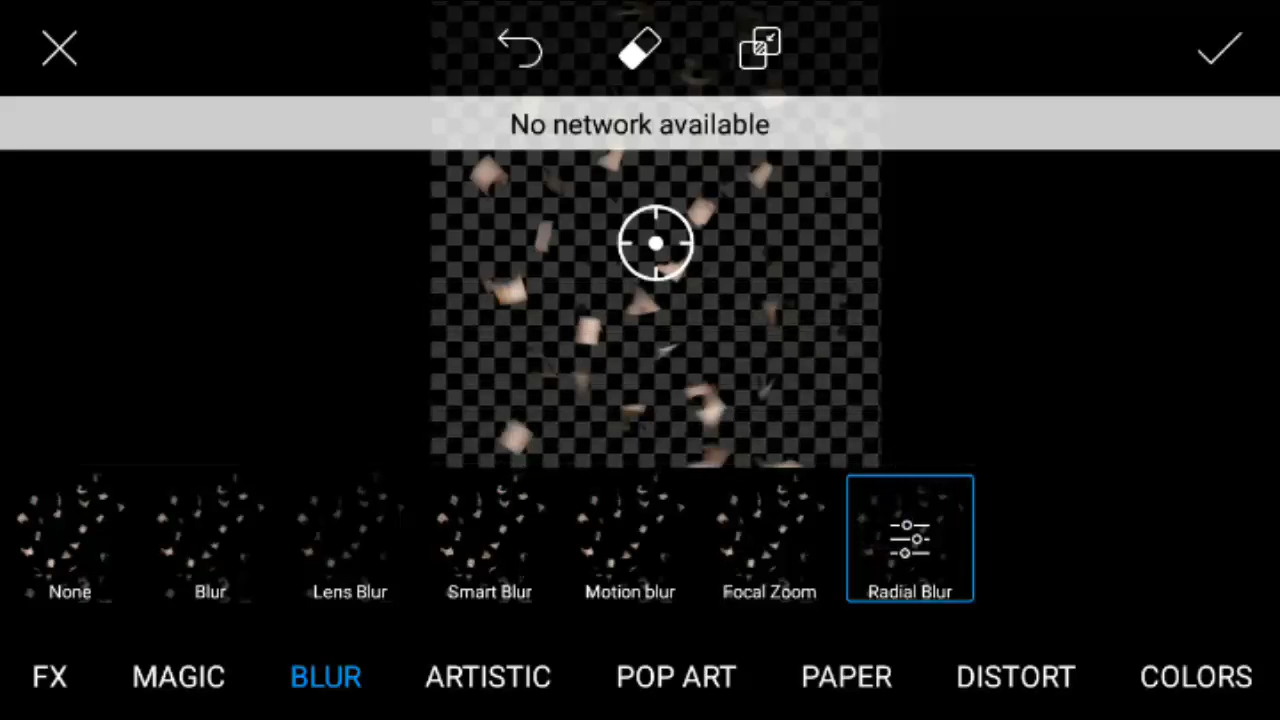 No network available
None
Blur
Lens Blur
Smart Blur
Motion blur
Focal Zoom
Radial Blur
FX
MAGIC
BLUR
ARTISTIC
POP ART
PAPER
DISTORT
COLORS